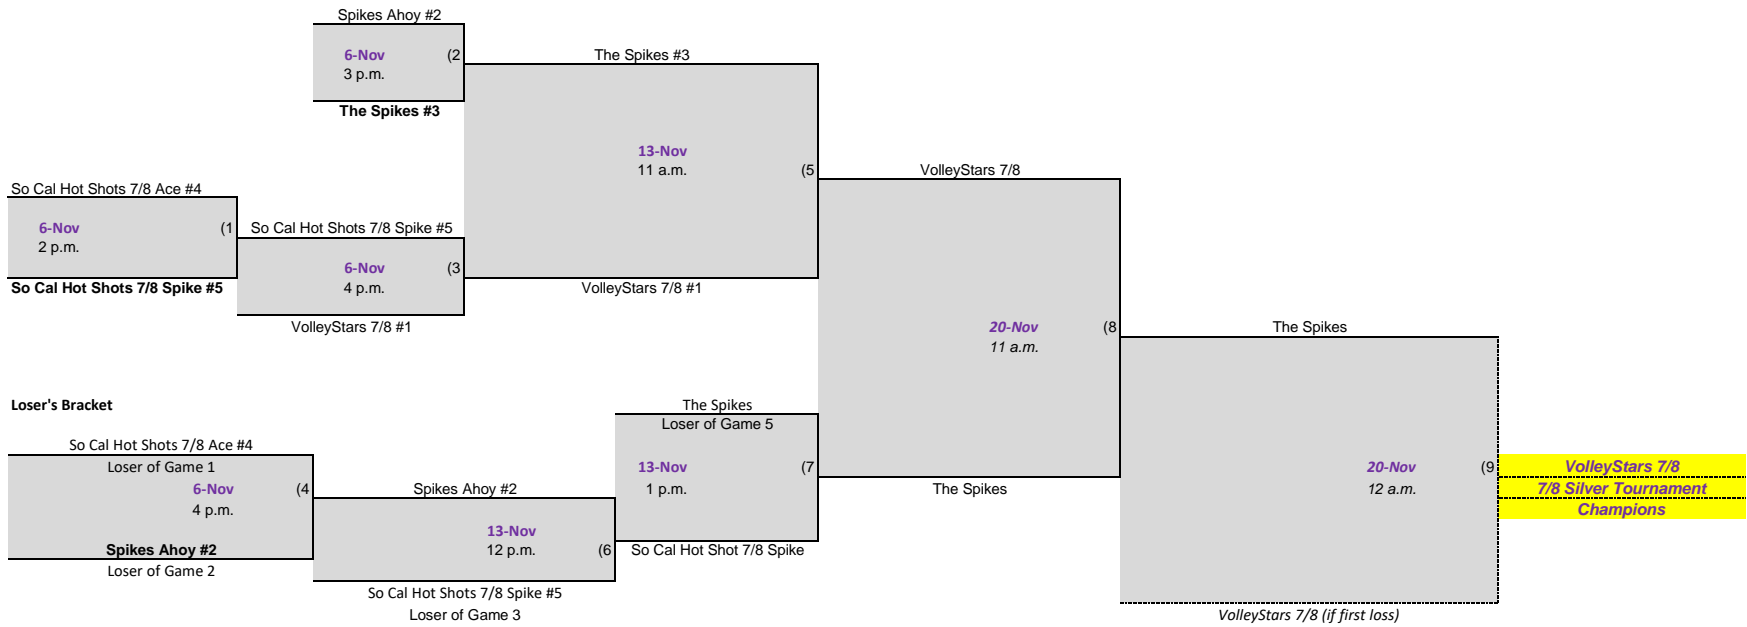 Spikes Ahoy #2
6-Nov (2
3 p.m.
The Spikes #3
The Spikes #3
13-Nov
11 a.m. (5
VolleyStars 7/8
So Cal Hot Shots 7/8 Ace #4
6-Nov (1
2 p.m.
So Cal Hot Shots 7/8 Spike #5
So Cal Hot Shots 7/8 Spike #5
6-Nov (3
4 p.m.
VolleyStars 7/8 #1
VolleyStars 7/8 #1
20-Nov (8
11 a.m.
The Spikes
Loser's Bracket
So Cal Hot Shots 7/8 Ace #4
Loser of Game 1
6-Nov (4
4 p.m.
Spikes Ahoy #2
Loser of Game 2
Spikes Ahoy #2
13-Nov
12 p.m. (6
So Cal Hot Shots 7/8 Spike #5
Loser of Game 3
The Spikes
Loser of Game 5
13-Nov (7
1 p.m.
So Cal Hot Shot 7/8 Spike
The Spikes
20-Nov (9
12 a.m.
VolleyStars 7/8 (if first loss)
VolleyStars 7/8
7/8 Silver Tournament
Champions